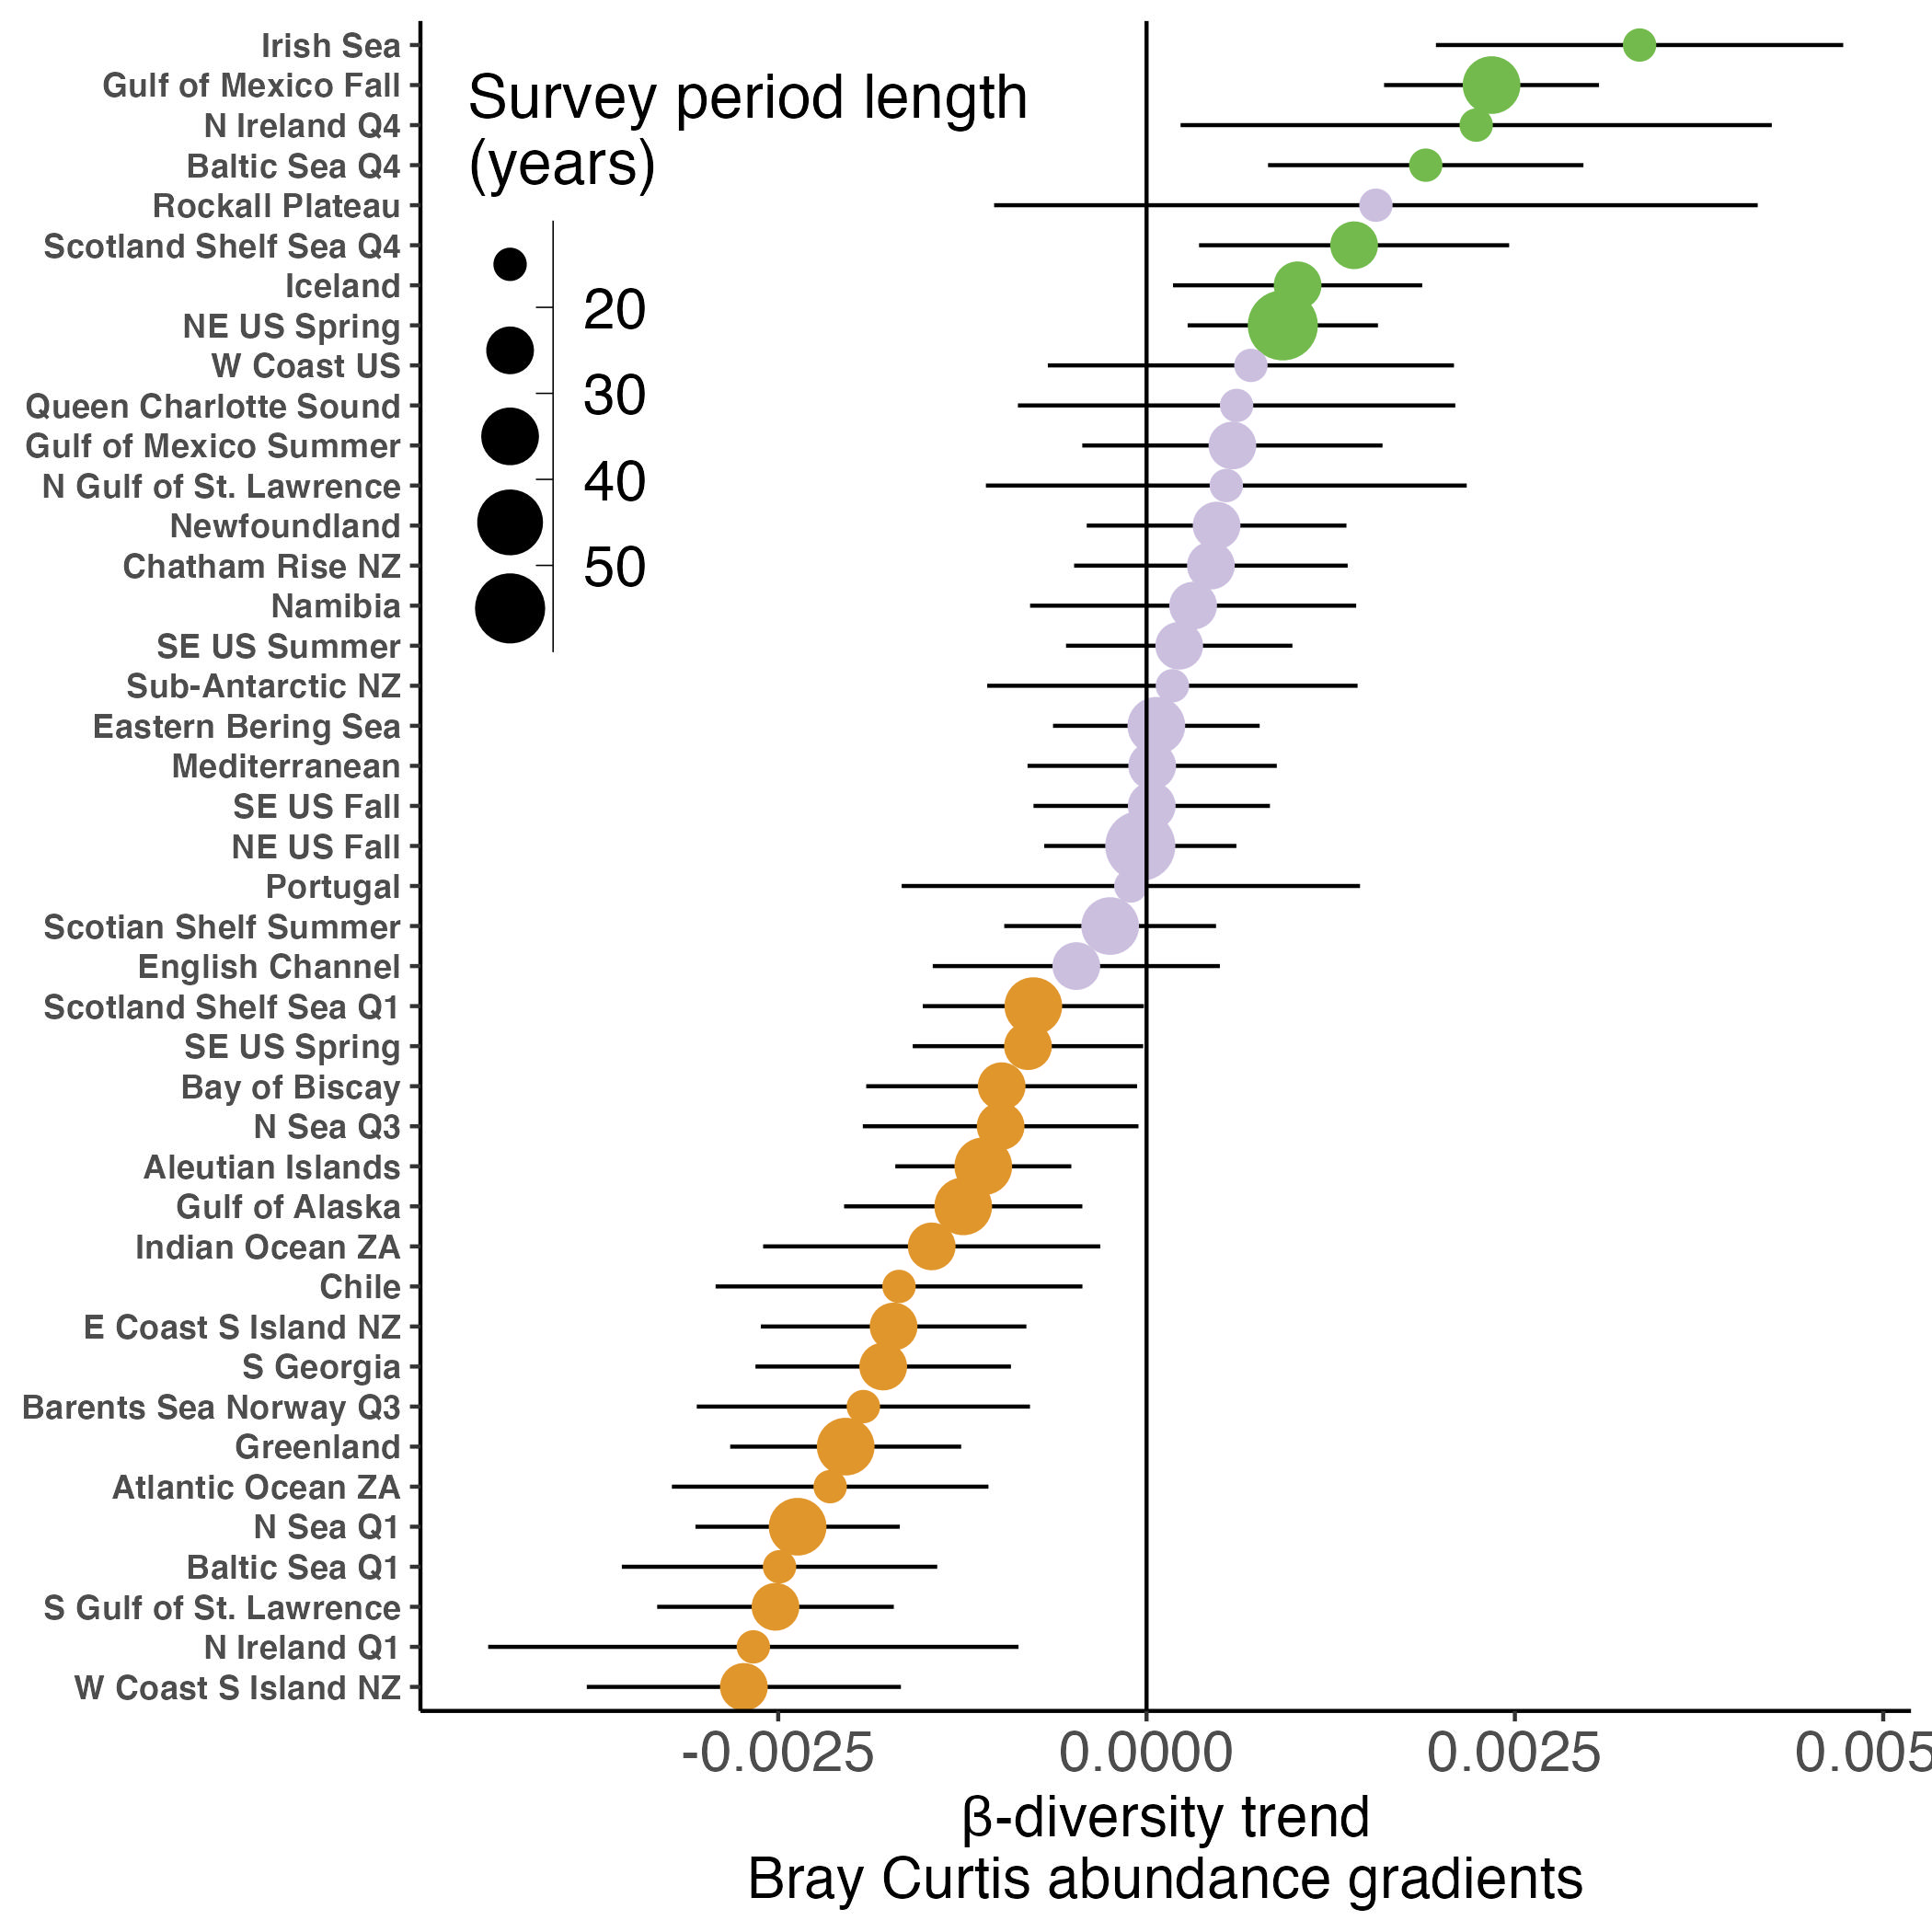 Irish Sea
Gulf of Mexico Fall
N Ireland Q4
Baltic Sea Q4
Rockall Plateau
Scotland Shelf Sea Q4
Iceland
NE US Spring
W Coast US
Queen Charlotte Sound
Gulf of Mexico Summer
N Gulf of St. Lawrence
Newfoundland
Chatham Rise NZ
Namibia
SE US Summer
Sub-Antarctic NZ
Eastern Bering Sea
Mediterranean
SE US Fall
NE US Fall
Portugal
Scotian Shelf Summer
English Channel
Scotland Shelf Sea Q1
SE US Spring
Bay of Biscay
N Sea Q3
Aleutian Islands
Gulf of Alaska
Indian Ocean ZA
Chile
E Coast S Island NZ
S Georgia
Barents Sea Norway Q3
Greenland
Atlantic Ocean ZA
N Sea Q1
Baltic Sea Q1
S Gulf of St. Lawrence
N Ireland Q1
W Coast S Island NZ
Survey period length
(years)
20
30
40
50
-0.0025 0.0000 0.0025 0.005
β-diversity trend
Bray Curtis abundance gradients